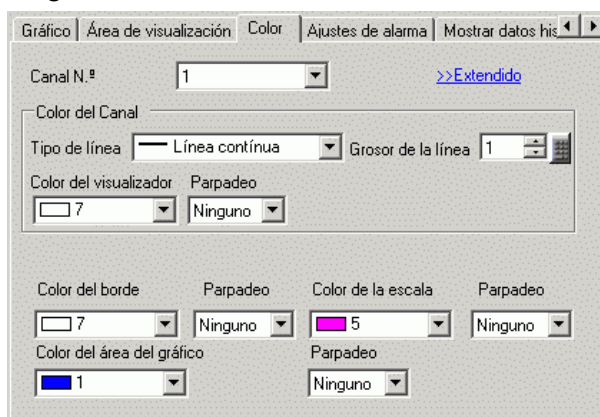 Gráfico Área de visualización Color Ajustes de alarma Mostrar datos his
Canal N.º 1 >>Extendido
Color del Canal
Tipo de línea Línea contínua Grosor de la línea 1
Color del visualizador Parpadeo
7 Ninguno
Color del borde Parpadeo Color de la escala Parpadeo
7 Ninguno 5 Ninguno
Color del área del gráfico Parpadeo
1 Ninguno